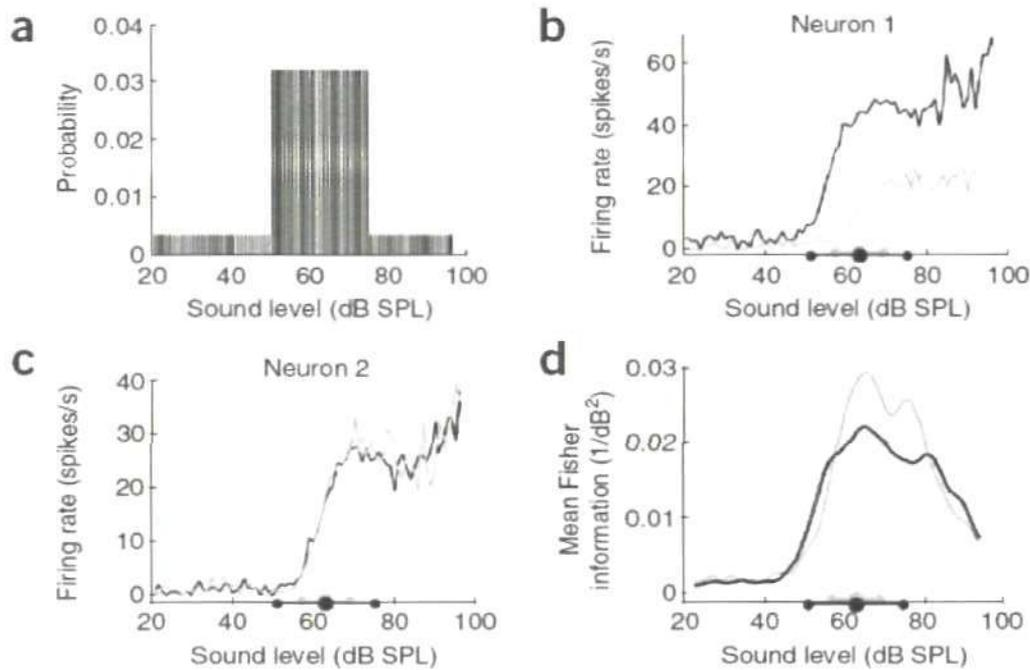 a
0.04
0.03
0.02
0.01
0
Probability
20 40 60 80 100
Sound level (dB SPL)
b
Neuron 1
60
40
20
0
Firing rate (spikes/s)
20 40 60 80 100
Sound level (dB SPL)
c
Neuron 2
40
30
20
10
0
Firing rate (spikes/s)
20 40 60 80 100
Sound level (dB SPL)
d
0.03
0.02
0.01
0
Mean Fisher
information (1/dB²)
20 40 60 80 100
Sound level (dB SPL)